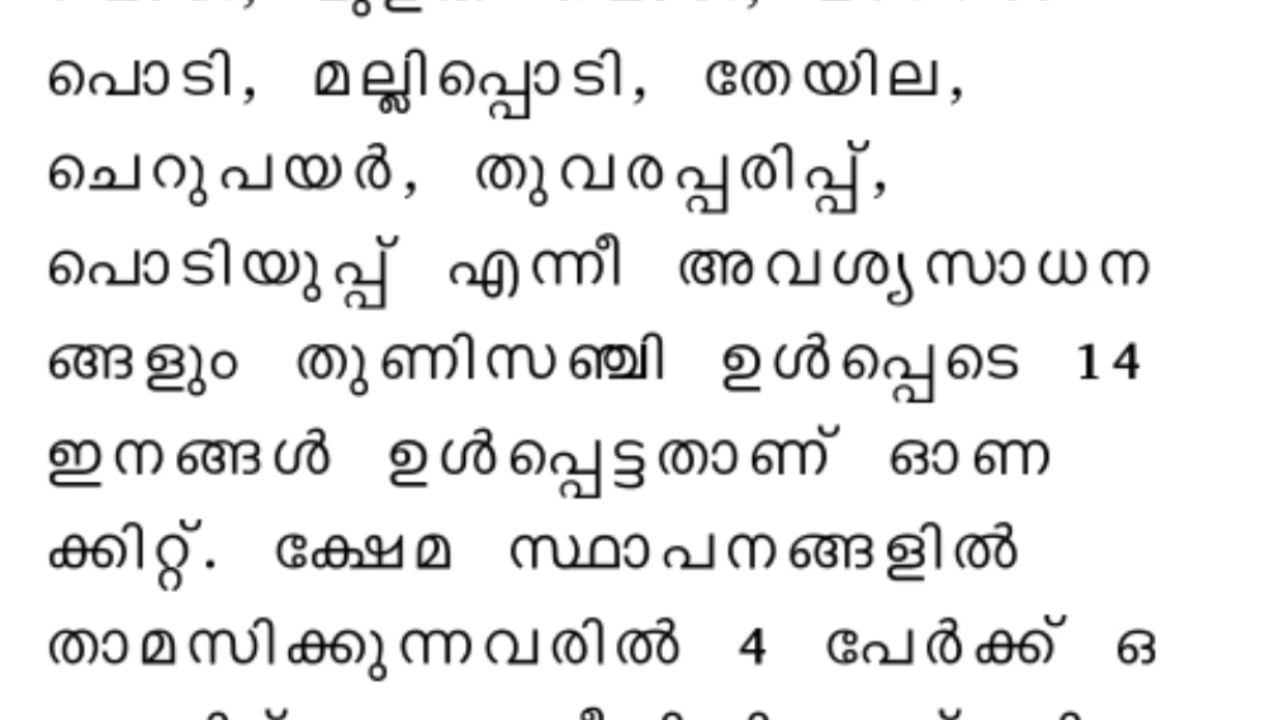 പൊടി, മല്ലിപ്പൊടി, തേയില,
ചെറുപയർ, തുവരപ്പരിപ്പ്,
പൊടിയുപ്പ് എന്നീ അവശ്യസാധന
ങ്ങളും തുണിസഞ്ചി ഉൾപ്പെടെ 14
ഇനങ്ങൾ ഉൾപ്പെട്ടതാണ് ഓണ
ക്കിറ്റ്. ക്ഷേമ സ്ഥാപനങ്ങളിൽ
താമസിക്കുന്നവരിൽ 4 പേർക്ക് ഒ